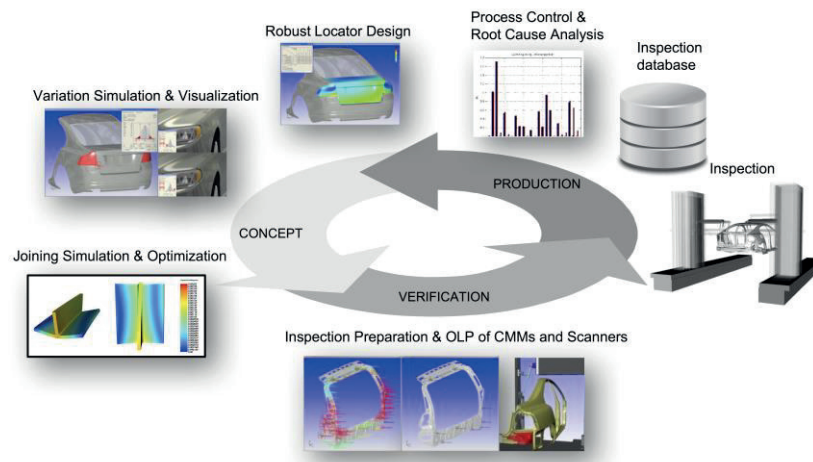 Robust Locator Design
Process Control &
Root Cause Analysis
Inspection
database
Variation Simulation & Visualization
Inspection
PRODUCTION
CONCEPT
Joining Simulation & Optimization
VERIFICATION
Inspection Preparation & OLP of CMMs and Scanners